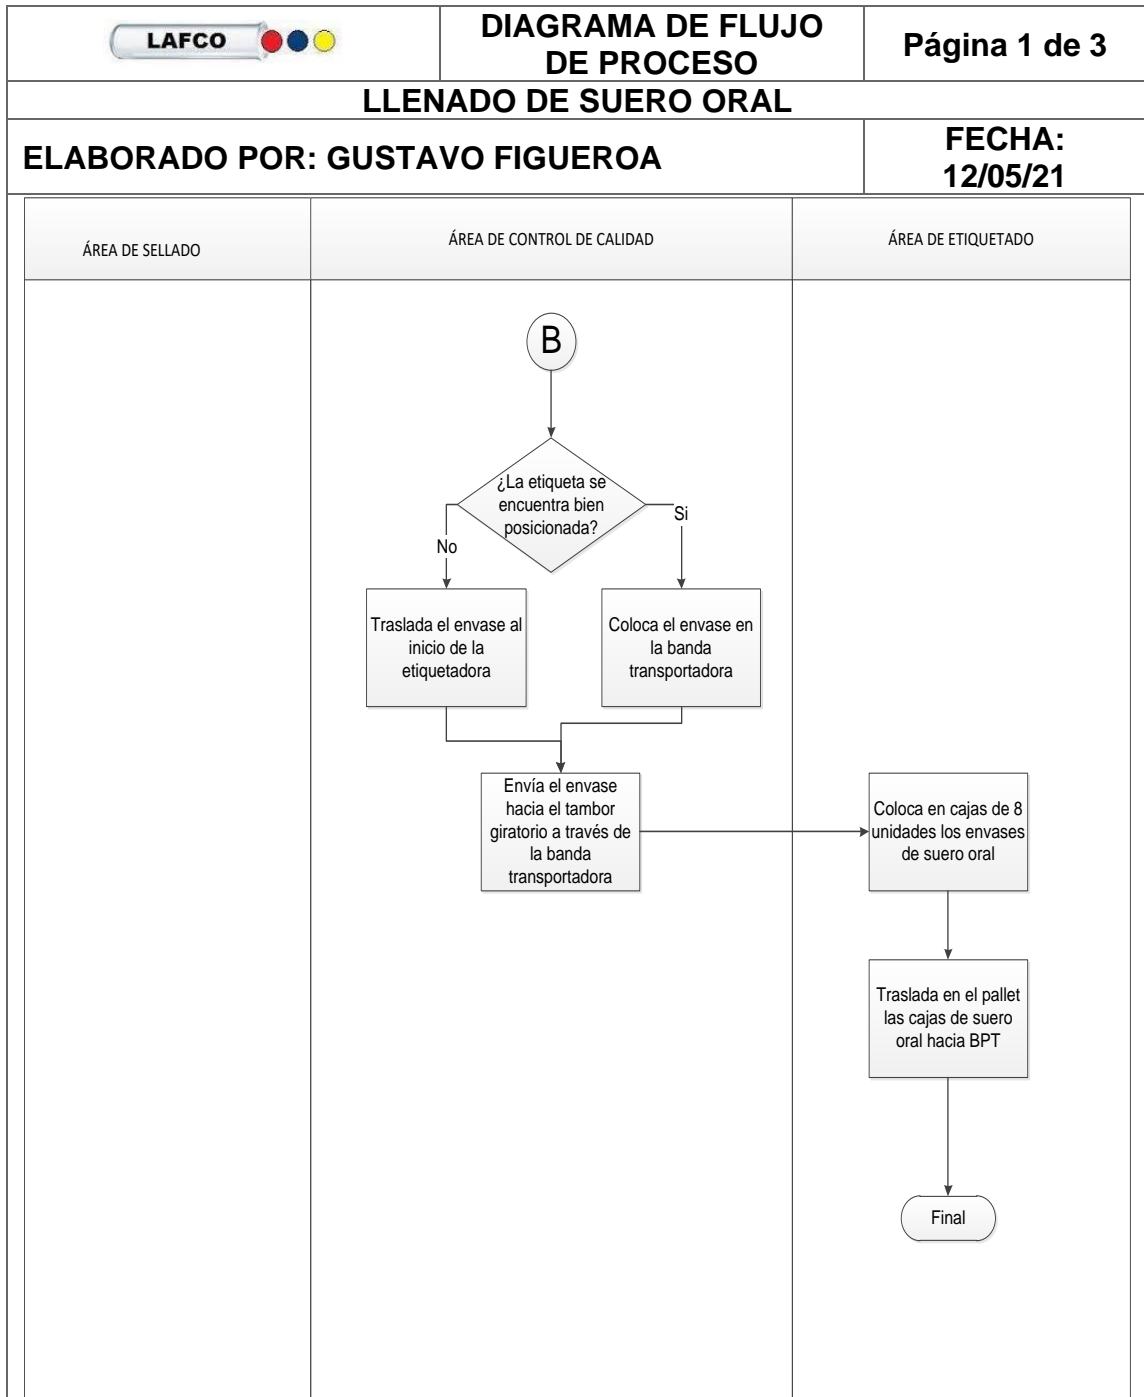 LAFCO
DIAGRAMA DE FLUJO
DE PROCESO
Página 1 de 3
LLENADO DE SUERO ORAL
ELABORADO POR: GUSTAVO FIGUEROA
FECHA:
12/05/21
ÁREA DE SELLADO
ÁREA DE CONTROL DE CALIDAD
ÁREA DE ETIQUETADO
B
¿La etiqueta se
encuentra bien
posicionada?
Si
No
Traslada el envase al
inicio de la
etiquetadora
Coloca el envase en
la banda
transportadora
Envía el envase
hacia el tambor
giratorio a través de
la banda
transportadora
Coloca en cajas de 8
unidades los envases
de suero oral
Traslada en el pallet
las cajas de suero
oral hacia BPT
Final